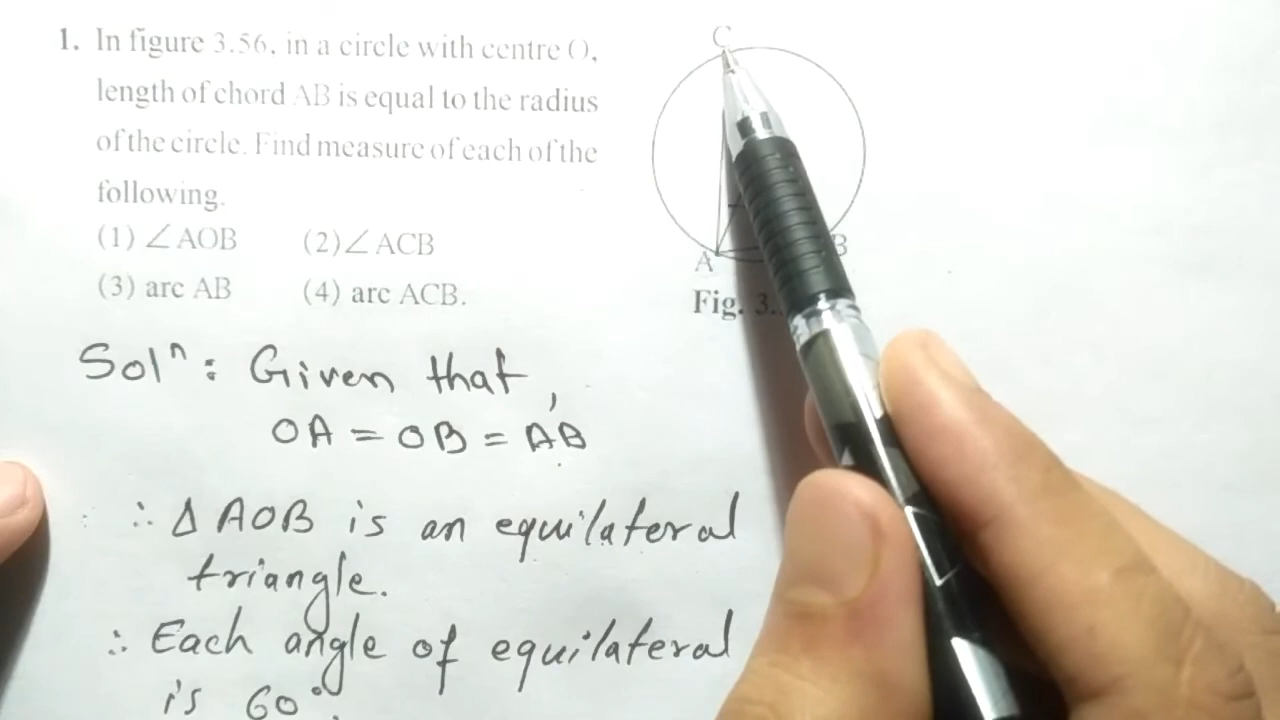 1. In figure 3.56, in a circle with centre O,
length of chord AB is equal to the radius
of the circle. Find measure of each of the
following.
(1) ∠AOB (2)∠ ACB
(3) arc AB (4) arc ACB.
C
A
B
Fig. 3.
Solⁿ : Given that,
OA = OB = AB
∴ Δ AOB is an equilateral
triangle.
∴ Each angle of equilateral
is 60°.